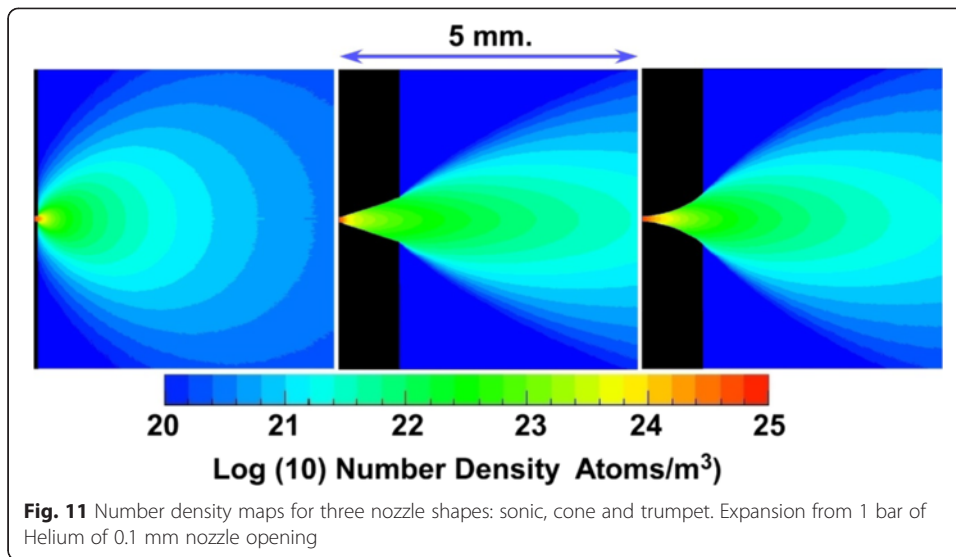 5 mm.
20 21 22 23 24 25
Log (10) Number Density Atoms/m³)
Fig. 11 Number density maps for three nozzle shapes: sonic, cone and trumpet. Expansion from 1 bar of
Helium of 0.1 mm nozzle opening